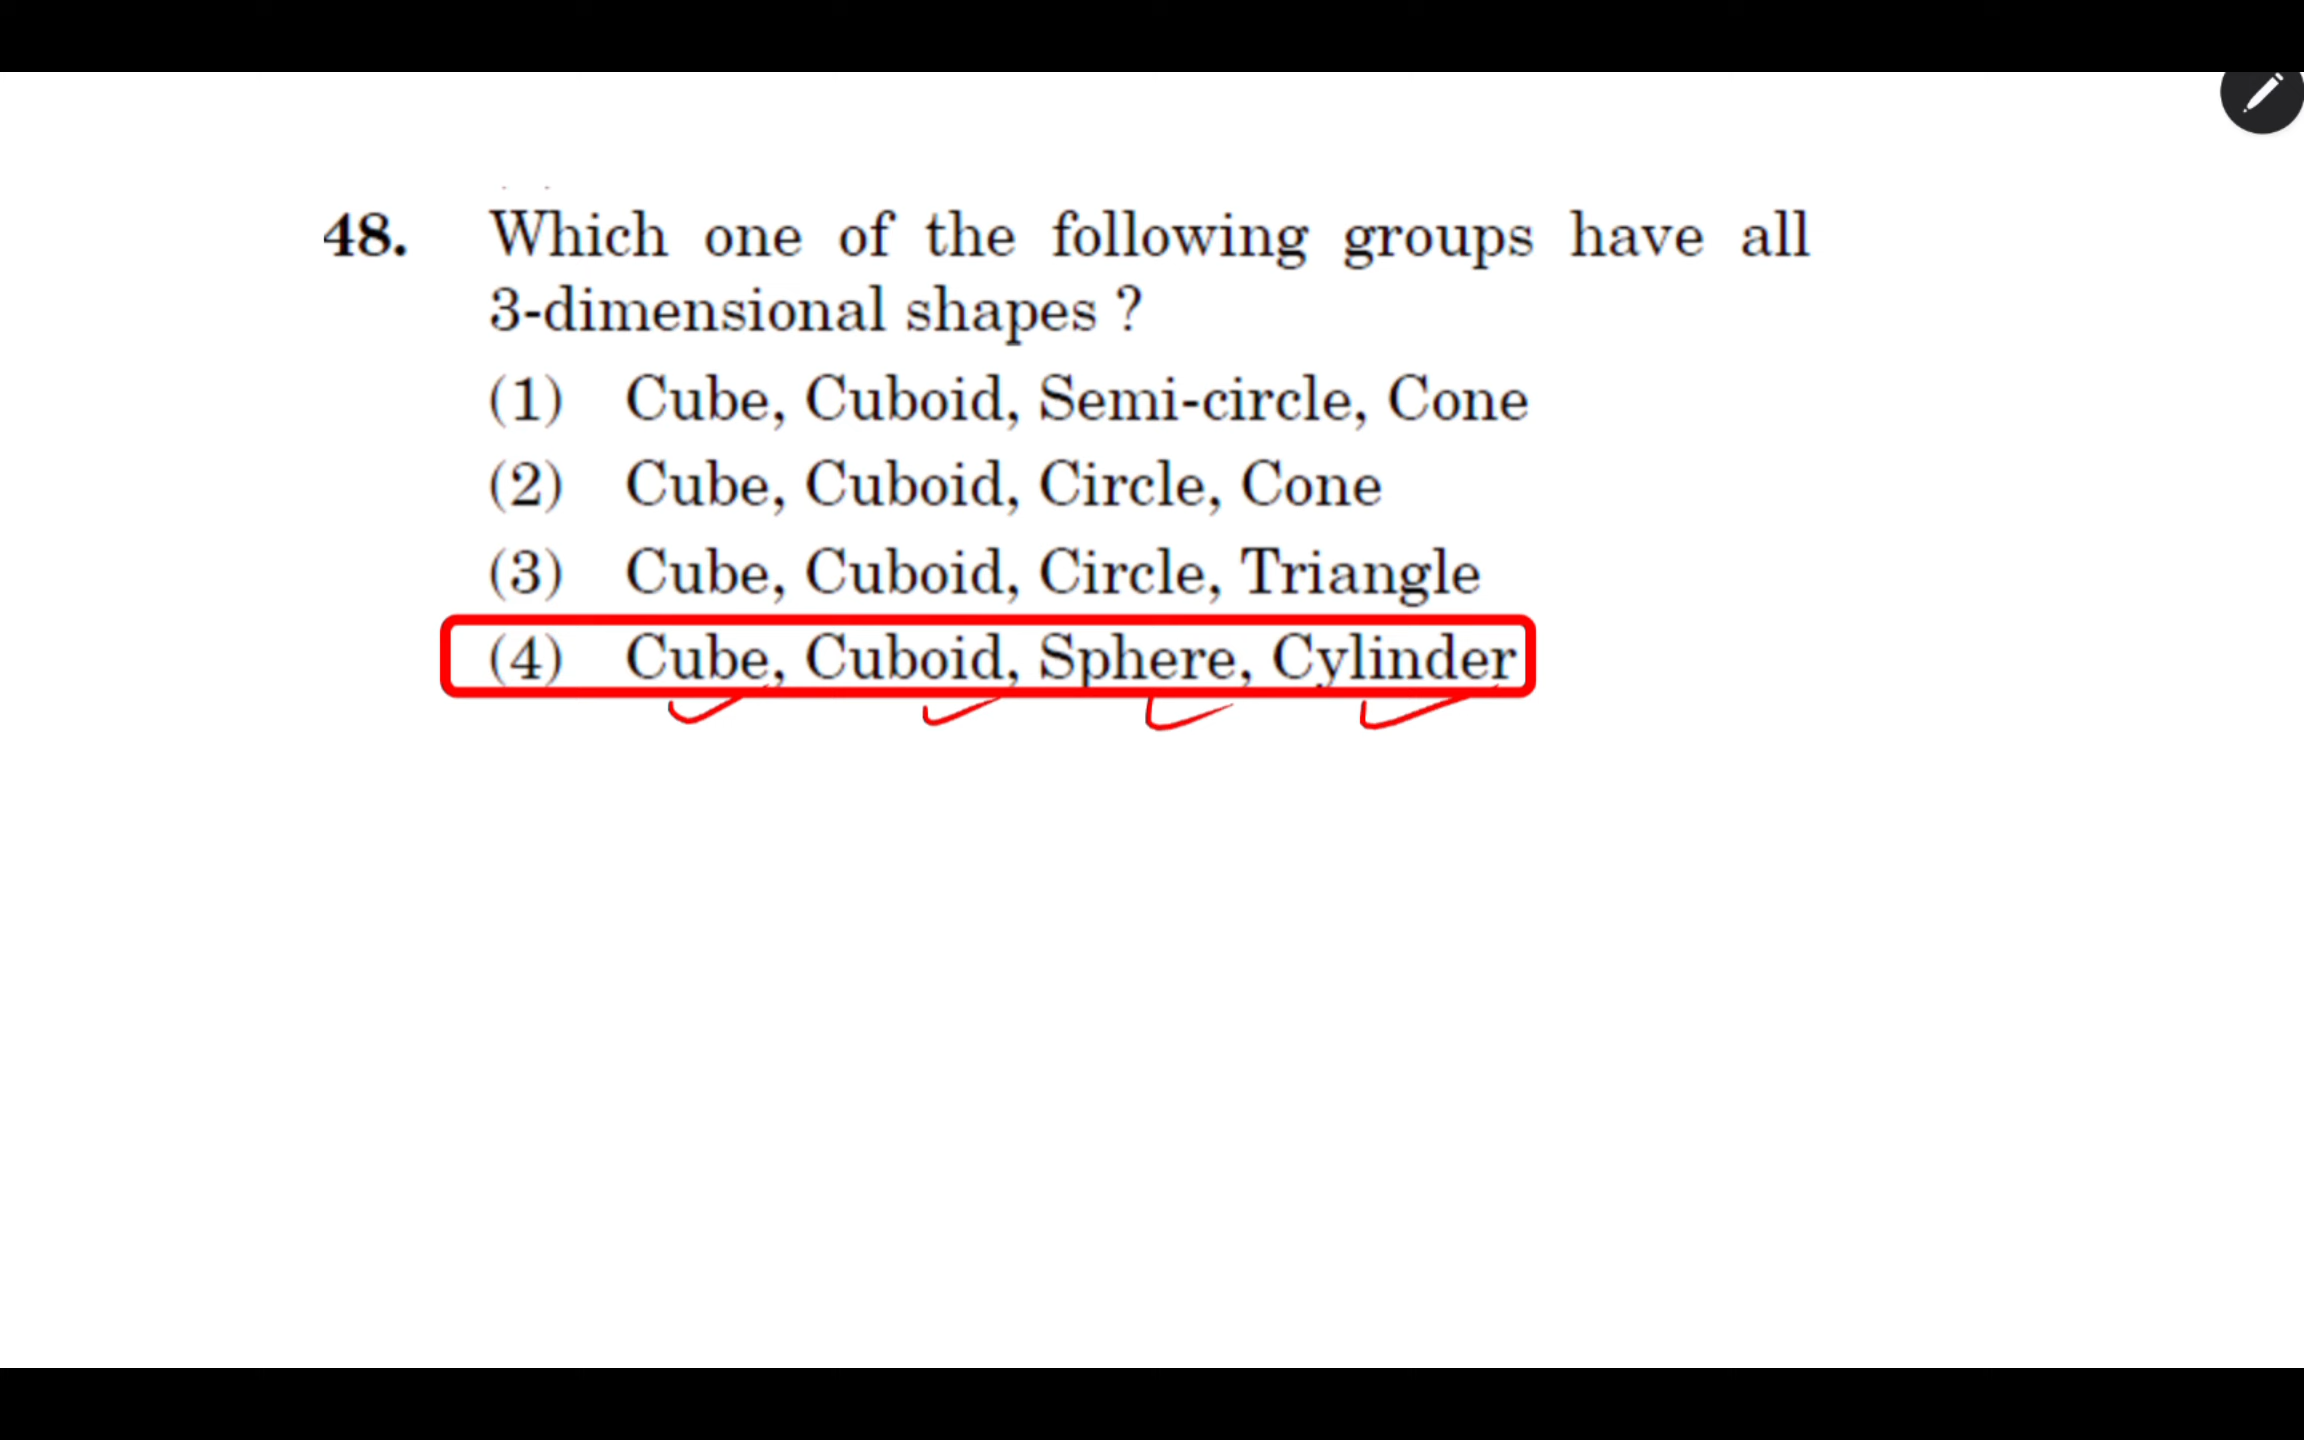 48. Which one of the following groups have all
3-dimensional shapes ?
(1) Cube, Cuboid, Semi-circle, Cone
(2) Cube, Cuboid, Circle, Cone
(3) Cube, Cuboid, Circle, Triangle
(4) Cube, Cuboid, Sphere, Cylinder